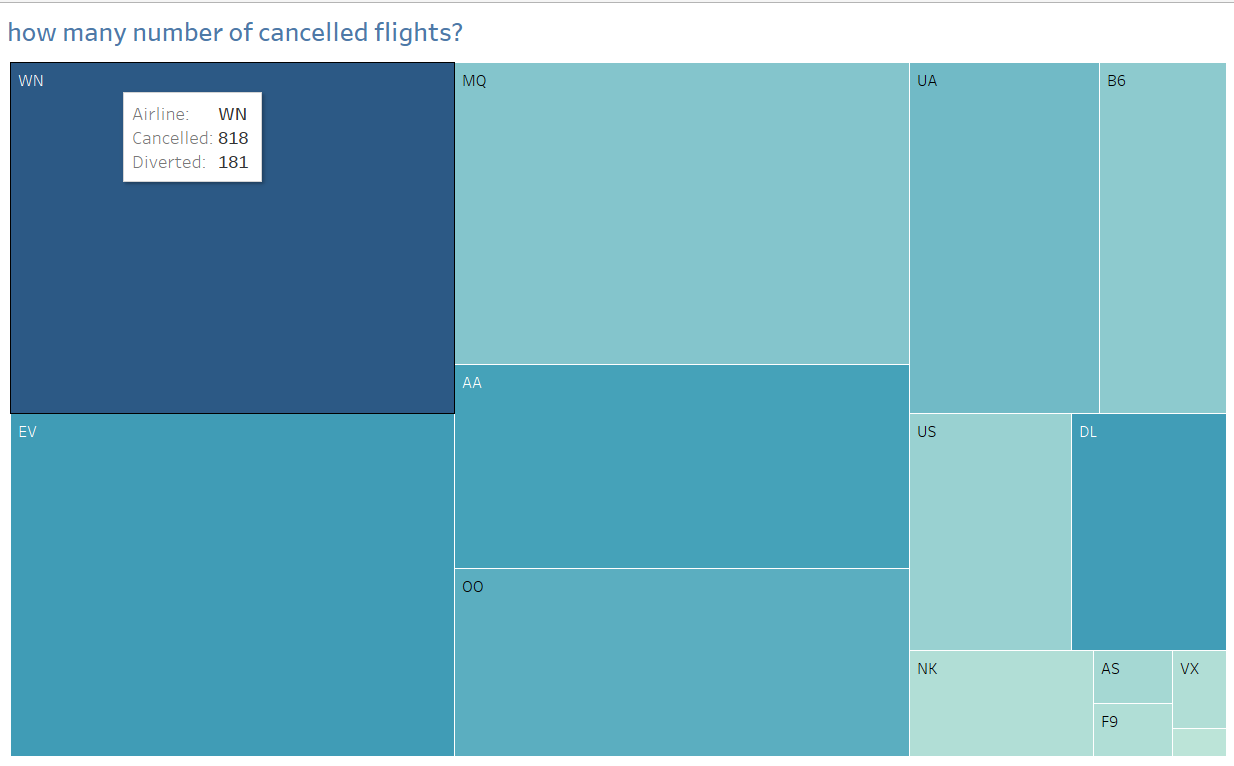 how many number of cancelled flights?
WN
Airline: WN
Cancelled: 818
Diverted: 181
MQ
UA
B6
AA
EV
US
DL
OO
NK
AS
VX
F9